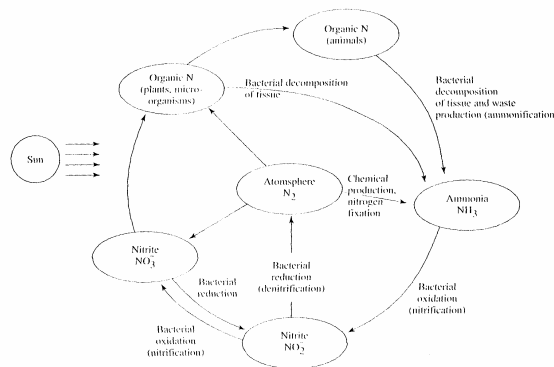 Organic N
(animals)
Organic N
(plants, micro-
organisms)
Bacterial decomposition
of tissue
Bacterial
decomposition
of tissue and waste
production (ammonification
Sun
Atomsphere
N2
Chemical
production,
nitrogen
fixation
Ammonia
NH3
Nitrite
NO3-
Bacterial
reduction
Bacterial
reduction
(denitrification)
Bacterial
oxidation
(nitrification)
Bacterial
oxidation
(nitrification)
Nitrite
NO2-